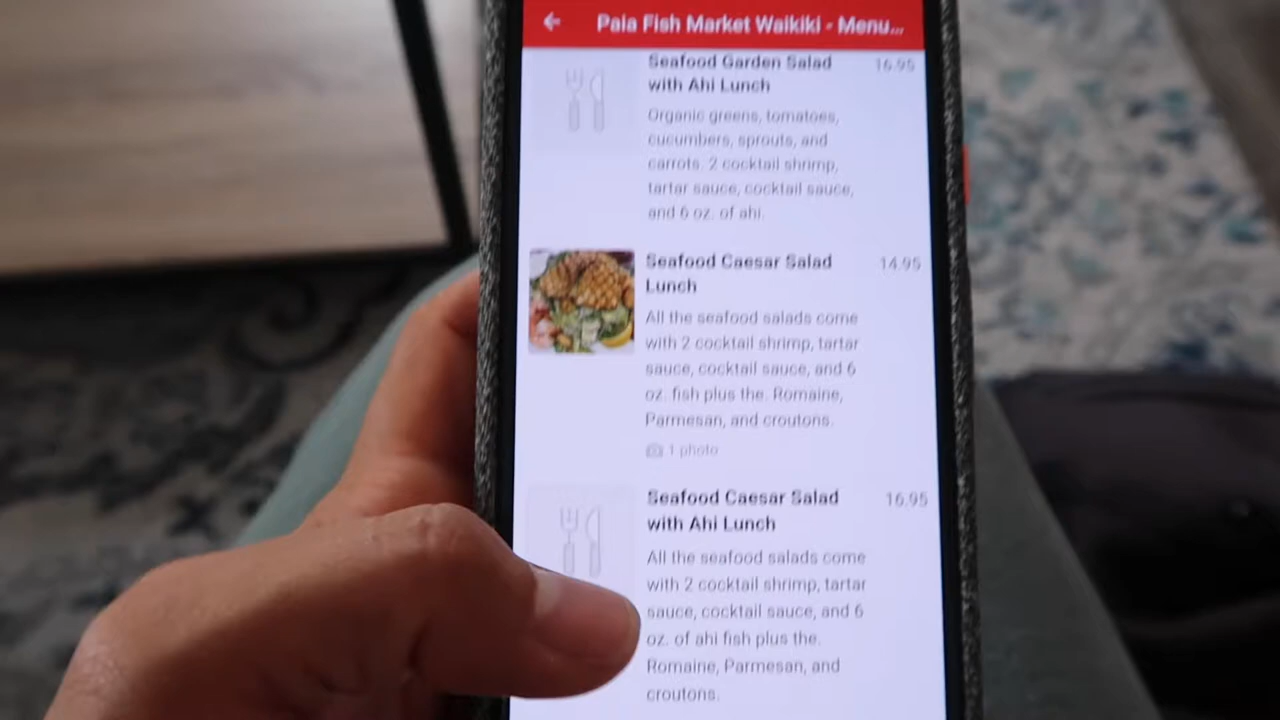 Paia Fish Market Waikiki - Menu...
Seafood Garden Salad
with Ahi Lunch
16.95
Organic greens, tomatoes,
cucumbers, sprouts, and
carrots. 2 cocktail shrimp,
tartar sauce, cocktail sauce,
and 6 oz. of ahi.
Seafood Caesar Salad
Lunch
14.95
All the seafood salads come
with 2 cocktail shrimp, tartar
sauce, cocktail sauce, and 6
oz. fish plus the. Romaine,
Parmesan, and croutons.
1 photo
Seafood Caesar Salad
with Ahi Lunch
16.95
All the seafood salads come
with 2 cocktail shrimp, tartar
sauce, cocktail sauce, and 6
oz. of ahi fish plus the.
Romaine, Parmesan, and
croutons.